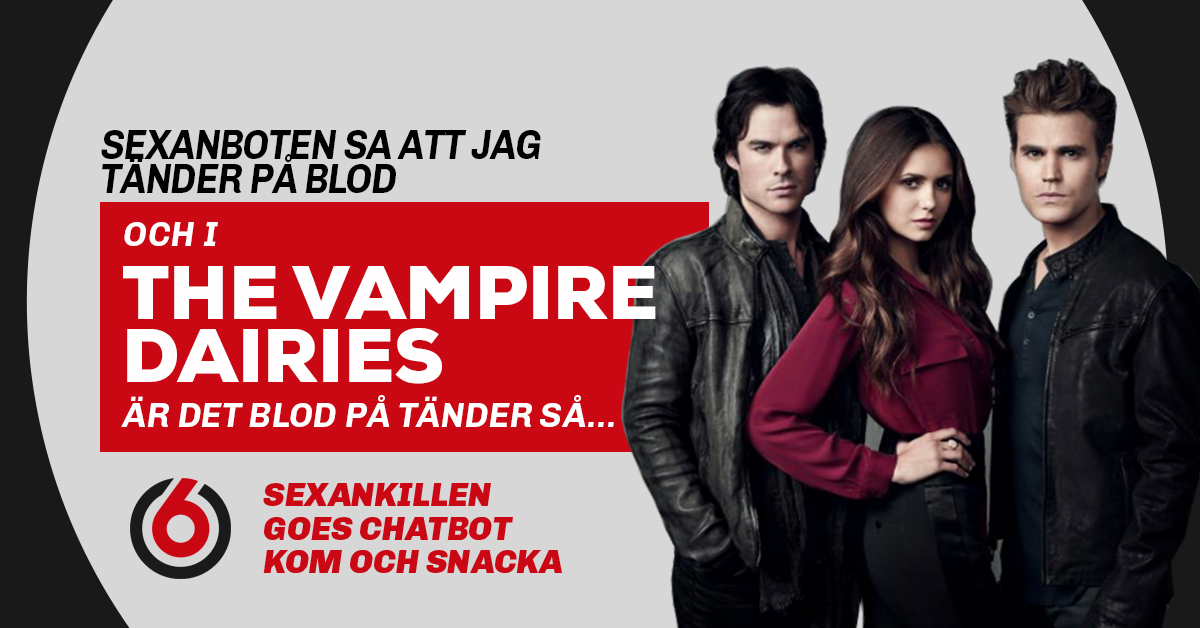 SEXANBOTEN SA ATT JAG
TÄNDER PÅ BLOD
OCH I
THE VAMPIRE
DAIRIES
ÄR DET BLOD PÅ TÄNDER SÅ...
6
SEXANKILLEN
GOES CHATBOT
KOM OCH SNACKA